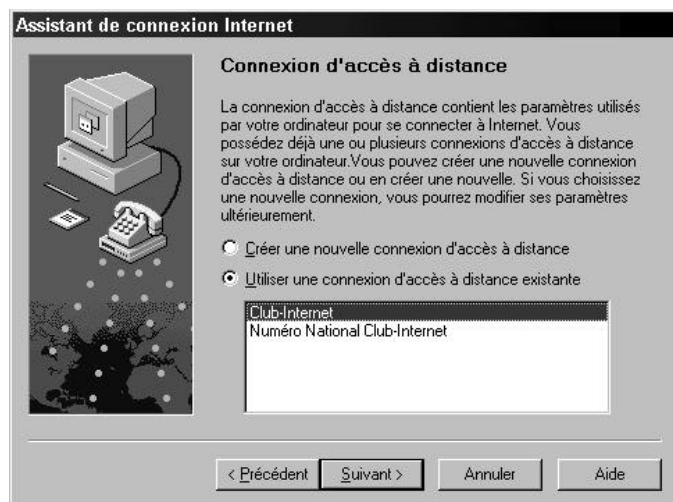 Assistant de connexion Internet
Connexion d'accès à distance
La connexion d'accès à distance contient les paramètres utilisés
par votre ordinateur pour se connecter à Internet. Vous
possédez déjà une ou plusieurs connexions d'accès à distance
sur votre ordinateur.Vous pouvez créer une nouvelle connexion
d'accès à distance ou en créer une nouvelle. Si vous choisissez
une nouvelle connexion, vous pourrez modifier ses paramètres
ultérieurement.
Créer une nouvelle connexion d'accès à distance
Utiliser une connexion d'accès à distance existante
Club-Internet
Numéro National Club-Internet
< Précédent
Suivant >
Annuler
Aide